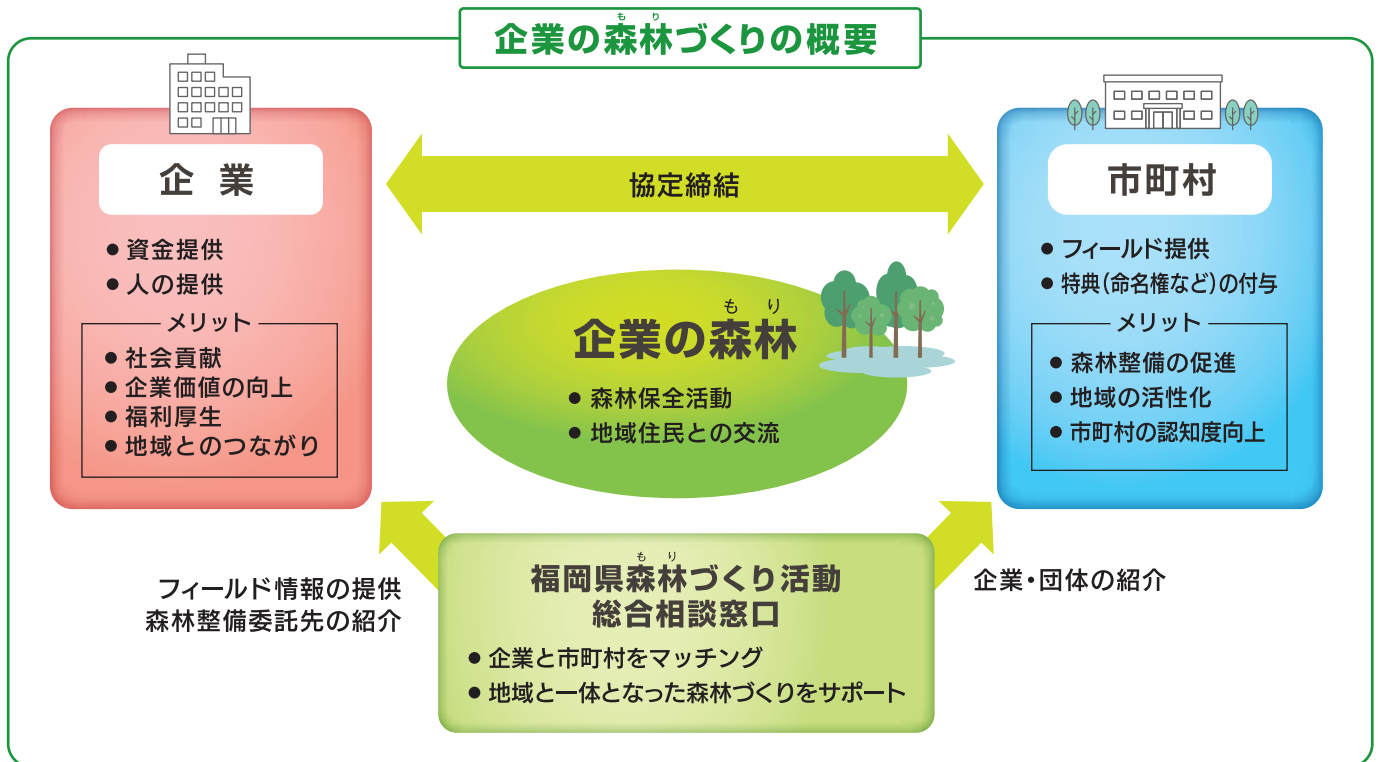 企業の森林づくりの概要
もり
企業
● 資金提供
● 人の提供
メリット
● 社会貢献
● 企業価値の向上
● 福利厚生
● 地域とのつながり
協定締結
市町村
● フィールド提供
● 特典(命名権など)の付与
メリット
● 森林整備の促進
● 地域の活性化
● 市町村の認知度向上
もり
企業の森林
● 森林保全活動
● 地域住民との交流
フィールド情報の提供
森林整備委託先の紹介
もり
福岡県森林づくり活動
総合相談窓口
● 企業と市町村をマッチング
● 地域と一体となった森林づくりをサポート
企業・団体の紹介